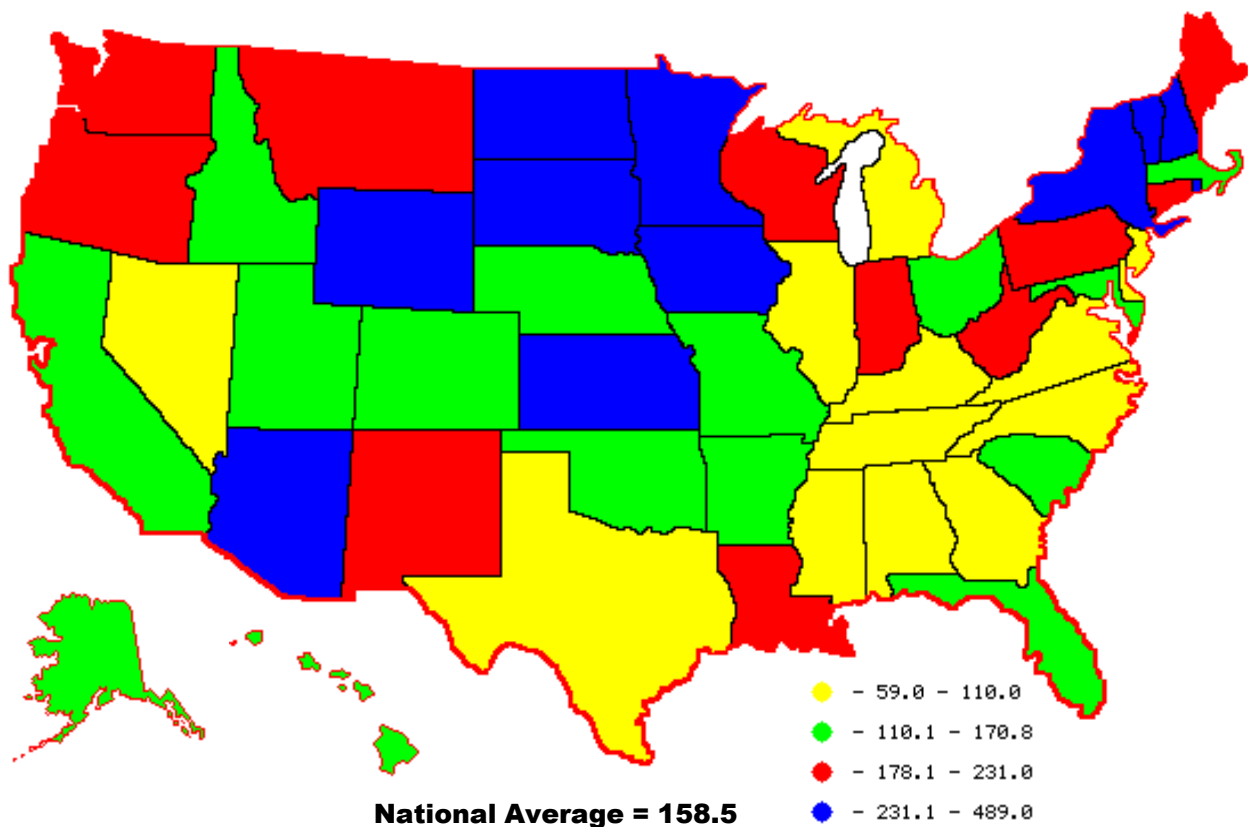 - 59.0 - 110.0
- 110.1 - 170.8
- 178.1 - 231.0
- 231.1 - 489.0
National Average = 158.5